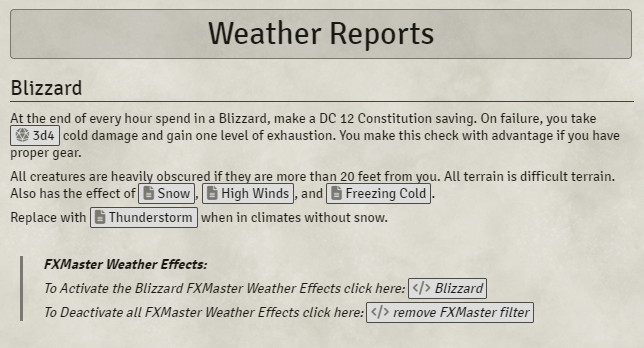 Weather Reports
Blizzard
At the end of every hour spend in a Blizzard, make a DC 12 Constitution saving. On failure, you take
3d4 cold damage and gain one level of exhaustion. You make this check with advantage if you have
proper gear.
All creatures are heavily obscured if they are more than 20 feet from you. All terrain is difficult terrain.
Also has the effect of Snow, High Winds, and Freezing Cold.
Replace with Thunderstorm when in climates without snow.
FXMaster Weather Effects:
To Activate the Blizzard FXMaster Weather Effects click here: </> Blizzard
To Deactivate all FXMaster Weather Effects click here: </> remove FXMaster filter